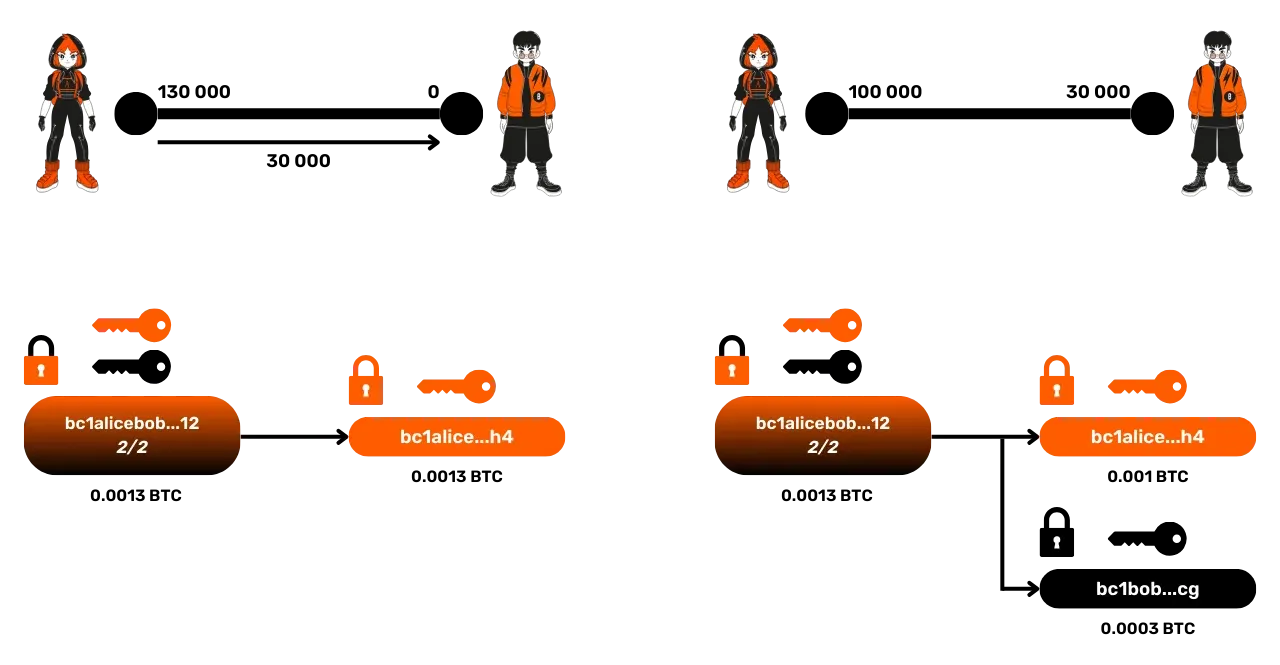 130 000
0
30 000
100 000
30 000
bc1alicebob...12
2/2
0.0013 BTC
bc1alice...h4
0.0013 BTC
bc1alicebob...12
2/2
0.0013 BTC
bc1alice...h4
0.001 BTC
bc1bob...cg
0.0003 BTC